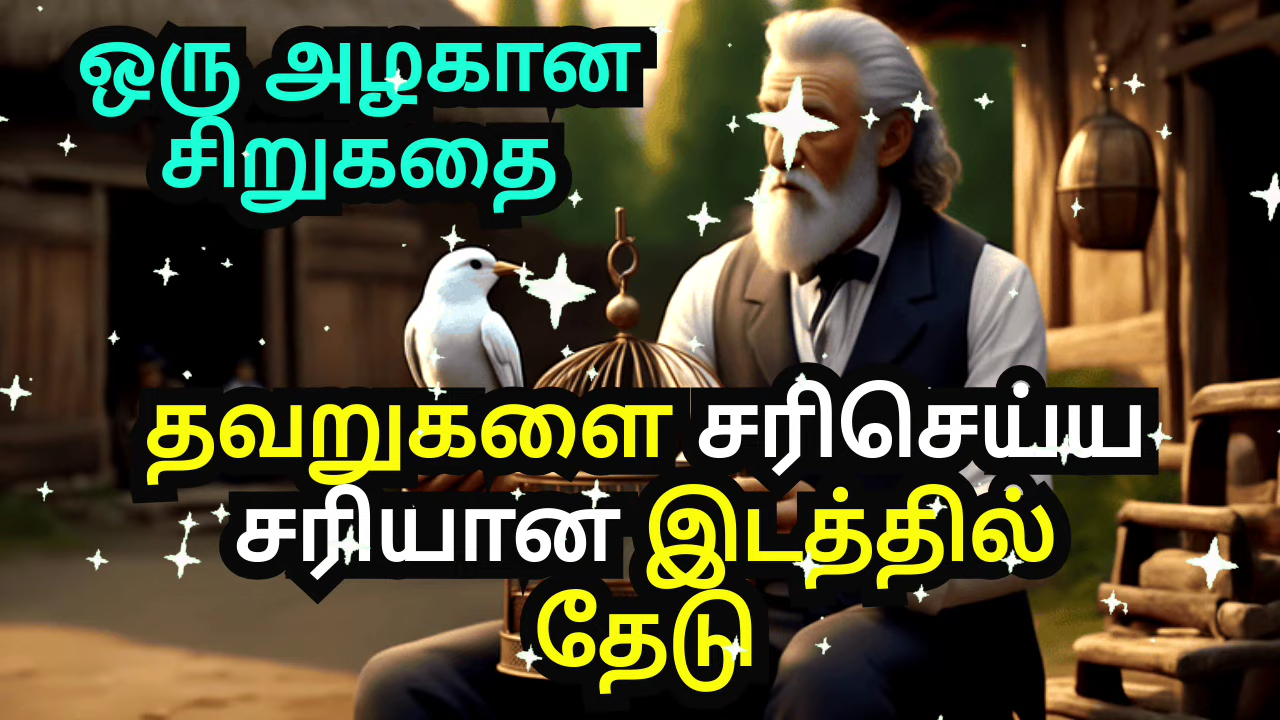 ஒரு அழகான
சிறுகதை
தவறுகளை சரிசெய்ய
சரியான இடத்தில்
தேடு